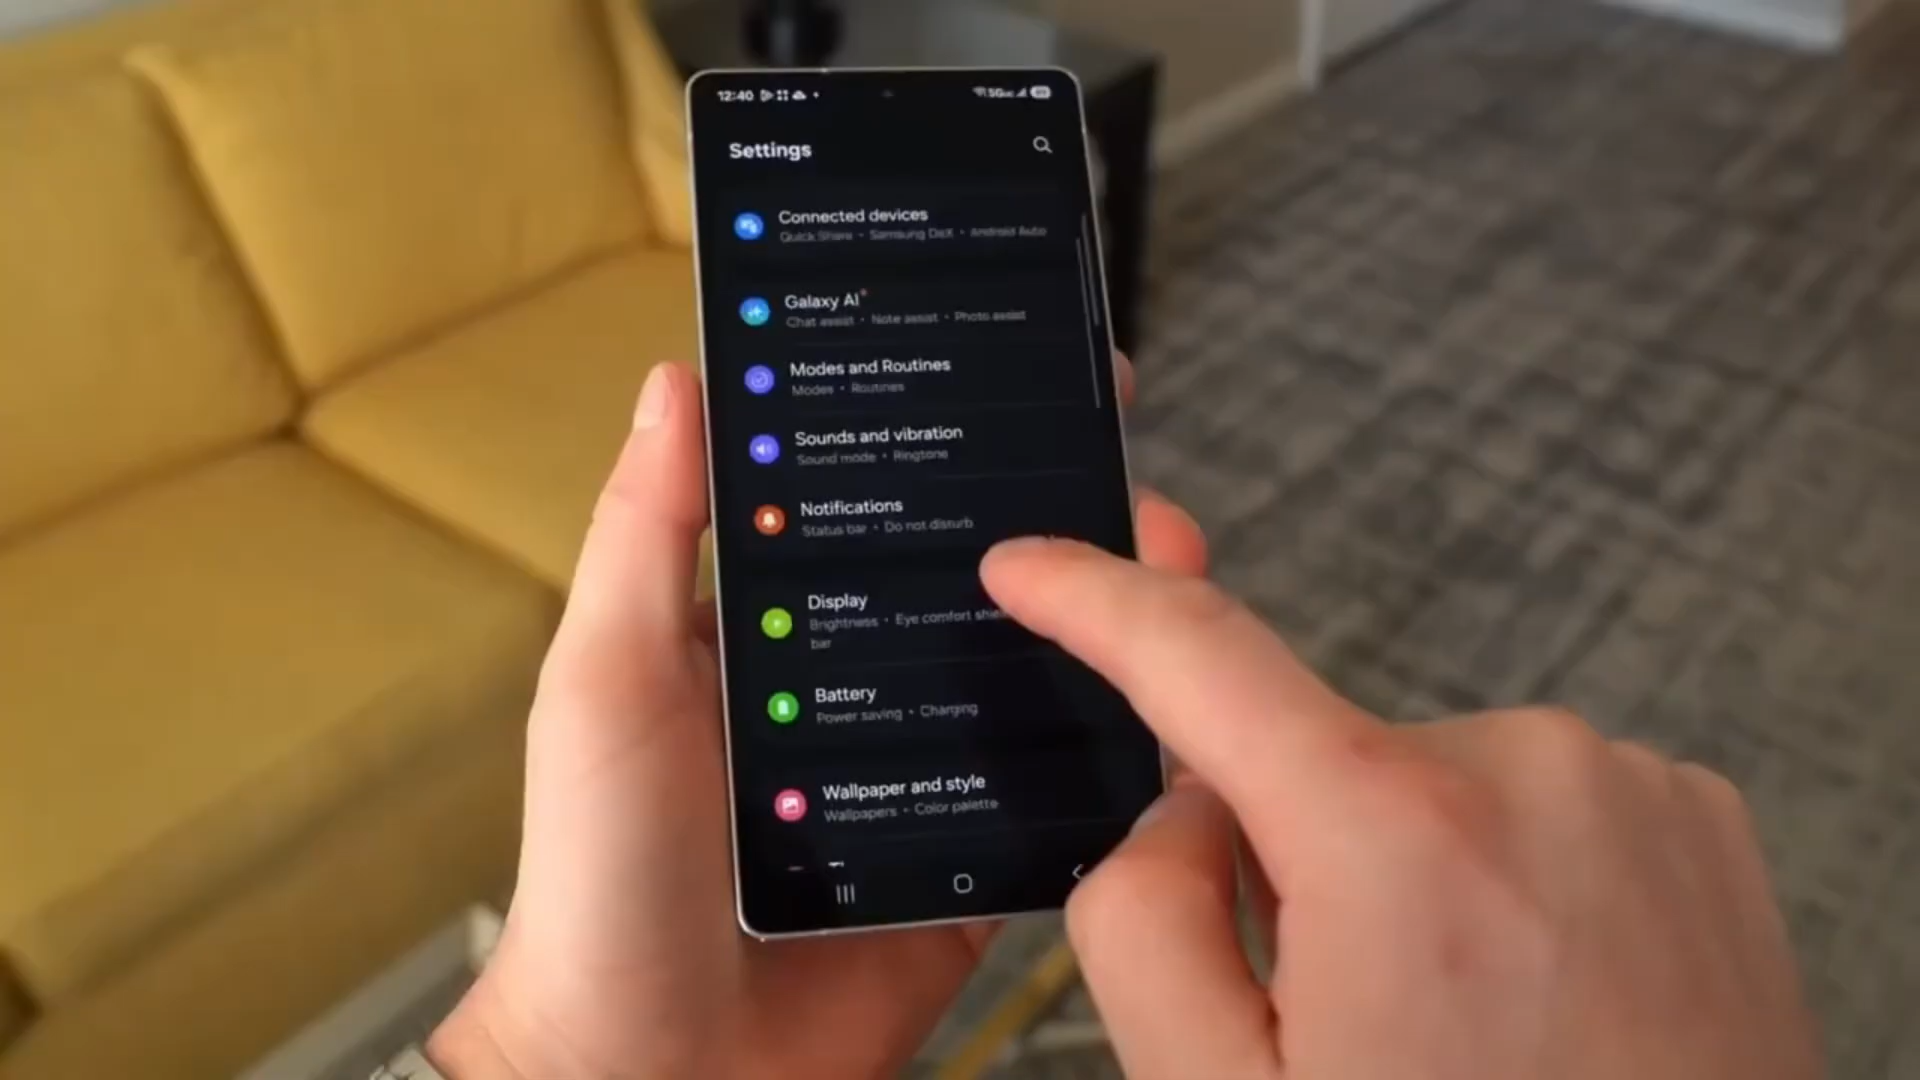 12:40
Settings
Connected devices
Quick Share • Samsung DeX • Android Auto
Galaxy AI
Chat assist • Note assist • Photo assist
Modes and Routines
Modes • Routines
Sounds and vibration
Sound mode • Ringtone
Notifications
Status bar • Do not disturb
Display
Brightness • Eye comfort
bar
Battery
Power saving • Charging
Wallpaper and style
Wallpapers • Color palette